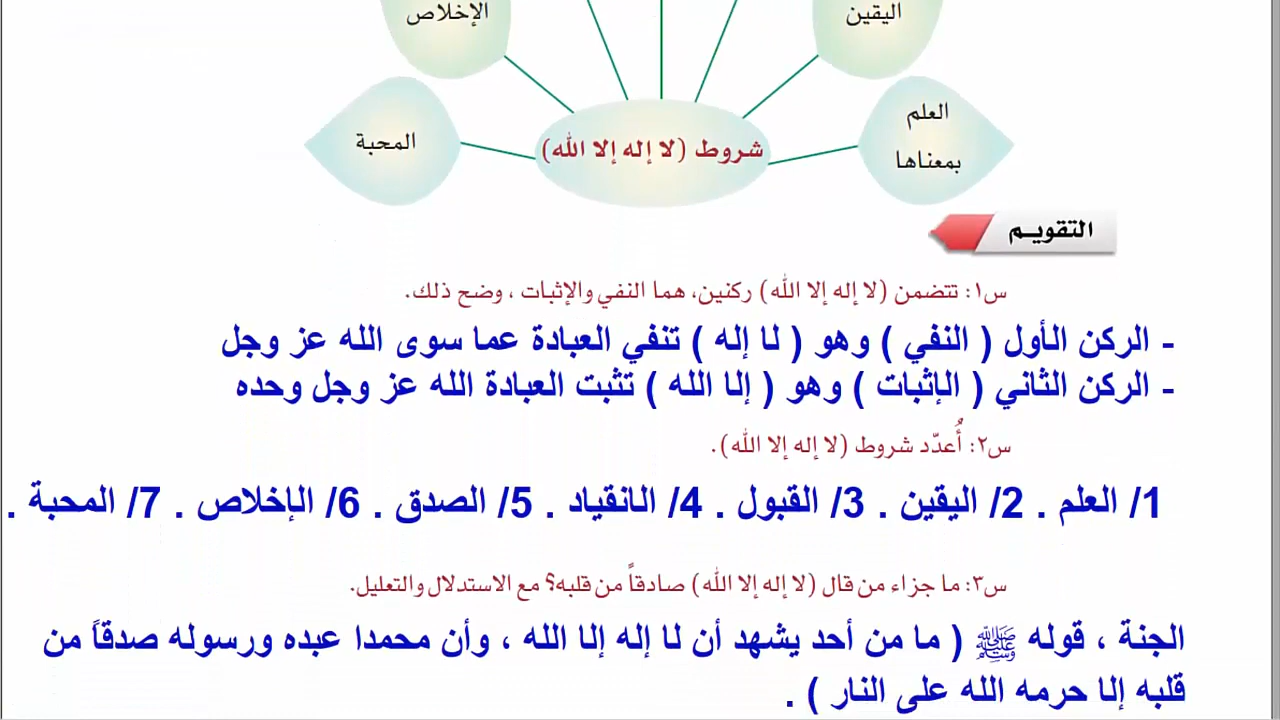 الإخلاص
اليقين
العلم
بمعناها
المحبة
شروط (لا إله إلا الله)
التقويـم
س١: تتضمن (لا إله إلا الله) ركنين، هما النفي والإثبات ، وضح ذلك.
- الركن الأول ( النفي ) وهو ( لا إله ) تنفي العبادة عما سوى الله عز وجل
- الركن الثاني ( الإثبات ) وهو ( إلا الله ) تثبت العبادة الله عز وجل وحده
س٢: أُعدّد شروط (لا إله إلا الله).
1/ العلم . 2/ اليقين . 3/ القبول . 4/ الانقياد . 5/ الصدق . 6/ الإخلاص . 7/ المحبة .
س٣: ما جزاء من قال (لا إله إلا الله) صادقاً من قلبه؟ مع الاستدلال والتعليل.
الجنة ، قوله ﷺ ( ما من أحد يشهد أن لا إله إلا الله ، وأن محمدا عبده ورسوله صدقاً من
قلبه إلا حرمه الله على النار ) .